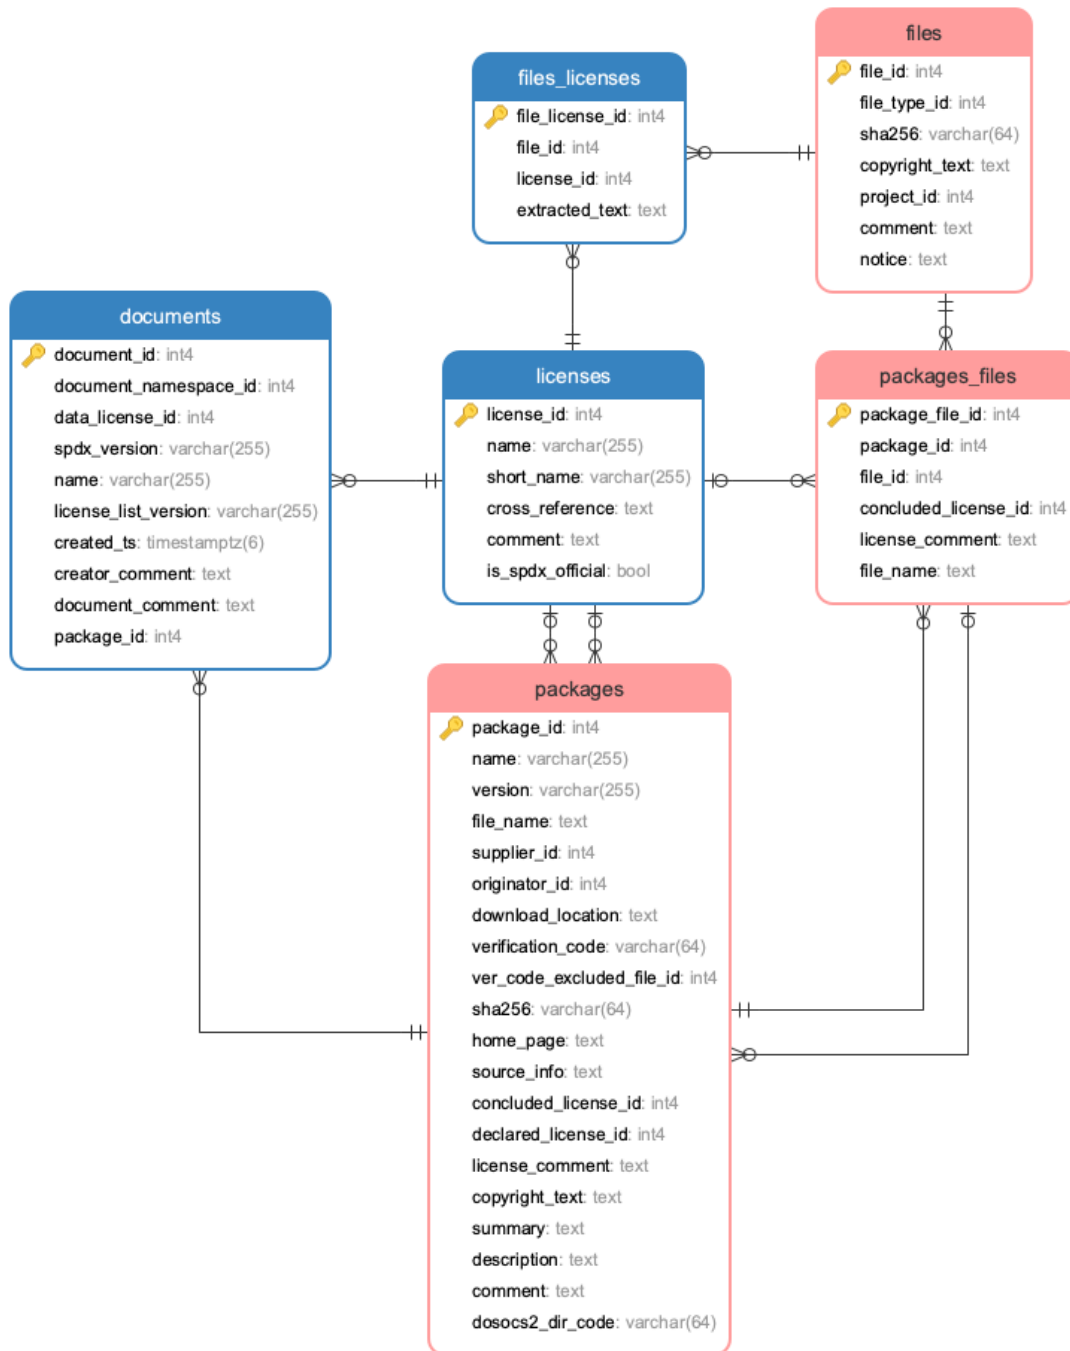 files
file_id: int4
file_type_id: int4
sha256: varchar(64)
copyright_text: text
project_id: int4
comment: text
notice: text
files_licenses
file_license_id: int4
file_id: int4
license_id: int4
extracted_text: text
documents
document_id: int4
document_namespace_id: int4
data_license_id: int4
spdx_version: varchar(255)
name: varchar(255)
license_list_version: varchar(255)
created_ts: timestamptz(6)
creator_comment: text
document_comment: text
package_id: int4
licenses
license_id: int4
name: varchar(255)
short_name: varchar(255)
cross_reference: text
comment: text
is_spdx_official: bool
packages_files
package_file_id: int4
package_id: int4
file_id: int4
concluded_license_id: int4
license_comment: text
file_name: text
packages
package_id: int4
name: varchar(255)
version: varchar(255)
file_name: text
supplier_id: int4
originator_id: int4
download_location: text
verification_code: varchar(64)
ver_code_excluded_file_id: int4
sha256: varchar(64)
home_page: text
source_info: text
concluded_license_id: int4
declared_license_id: int4
license_comment: text
copyright_text: text
summary: text
description: text
comment: text
dosocs2_dir_code: varchar(64)